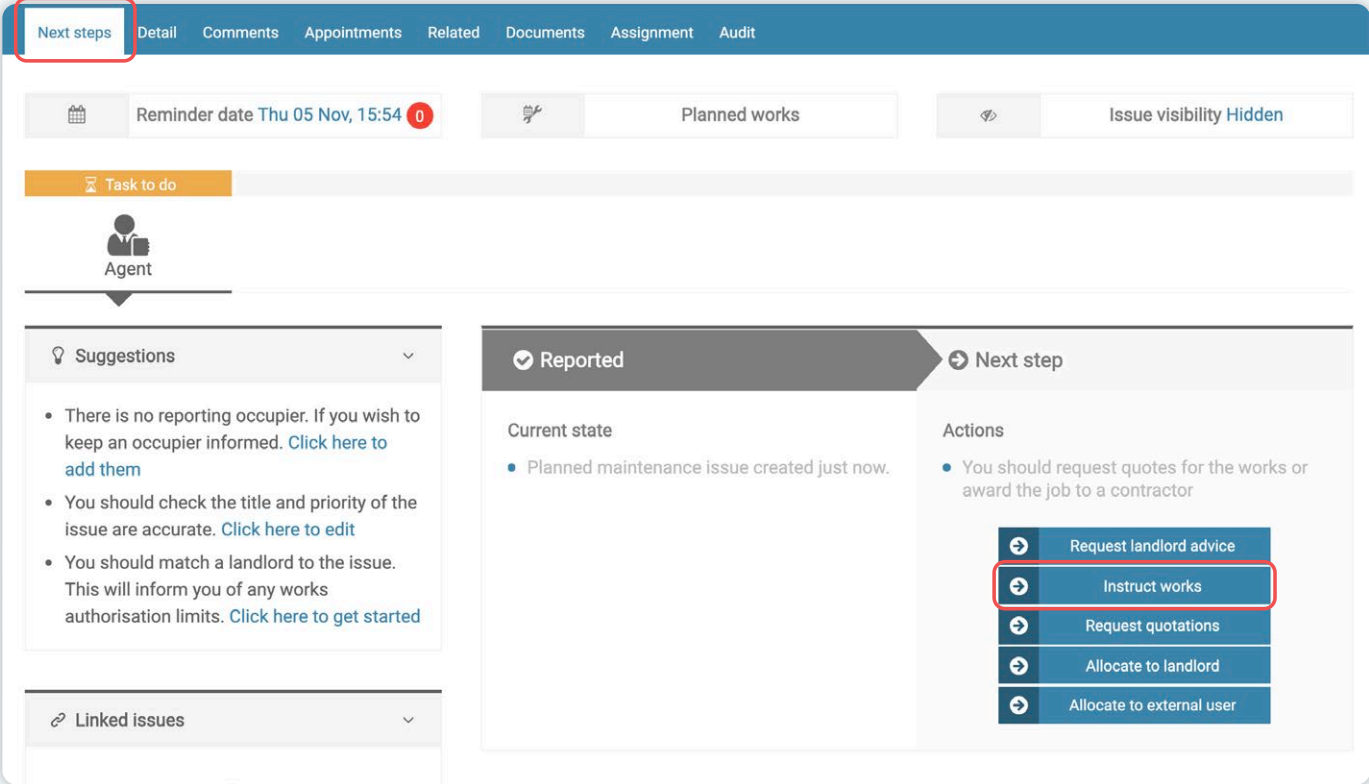 Next steps Detail Comments Appointments Related Documents Assignment Audit
Reminder date Thu 05 Nov, 15:54 0
Planned works
Issue visibility Hidden
Task to do
Agent
Suggestions
There is no reporting occupier. If you wish to
keep an occupier informed. Click here to
add them
You should check the title and priority of the
issue are accurate. Click here to edit
You should match a landlord to the issue.
This will inform you of any works
authorisation limits. Click here to get started
Linked issues
Reported
Current state
Planned maintenance issue created just now.
Next step
Actions
You should request quotes for the works or
award the job to a contractor
Request landlord advice
Instruct works
Request quotations
Allocate to landlord
Allocate to external user